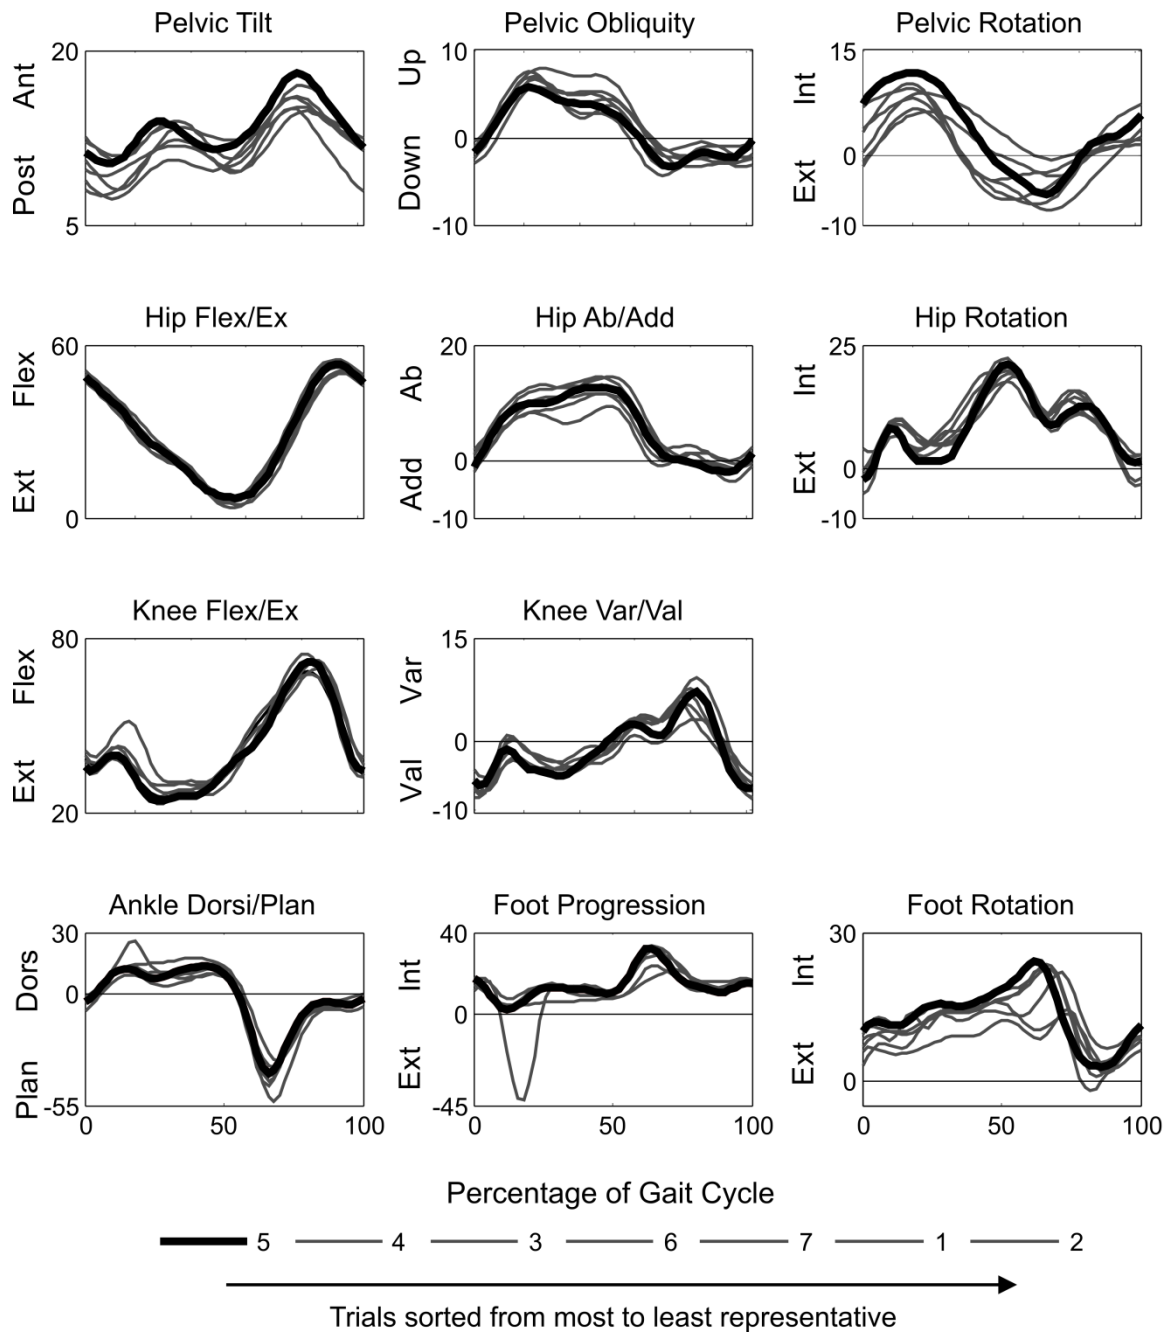 Pelvic Tilt
Pelvic Obliquity
Pelvic Rotation
20
Ant
Post
5
10
Up
0
Down
-10
15
Int
0
Ext
-10
Hip Flex/Ex
Hip Ab/Add
Hip Rotation
60
Flex
Ext
0
20
Ab
0
Add
-10
25
Int
0
Ext
-10
Knee Flex/Ex
Knee Var/Val
80
Flex
Ext
20
15
Var
0
Val
-10
Ankle Dorsi/Plan
Foot Progression
Foot Rotation
30
Dors
0
Plan
-55
0 50 100
40
Int
0
Ext
-45
0 50 100
30
Int
Ext
0
0 50 100
Percentage of Gait Cycle
5 4 3 6 7 1 2
Trials sorted from most to least representative